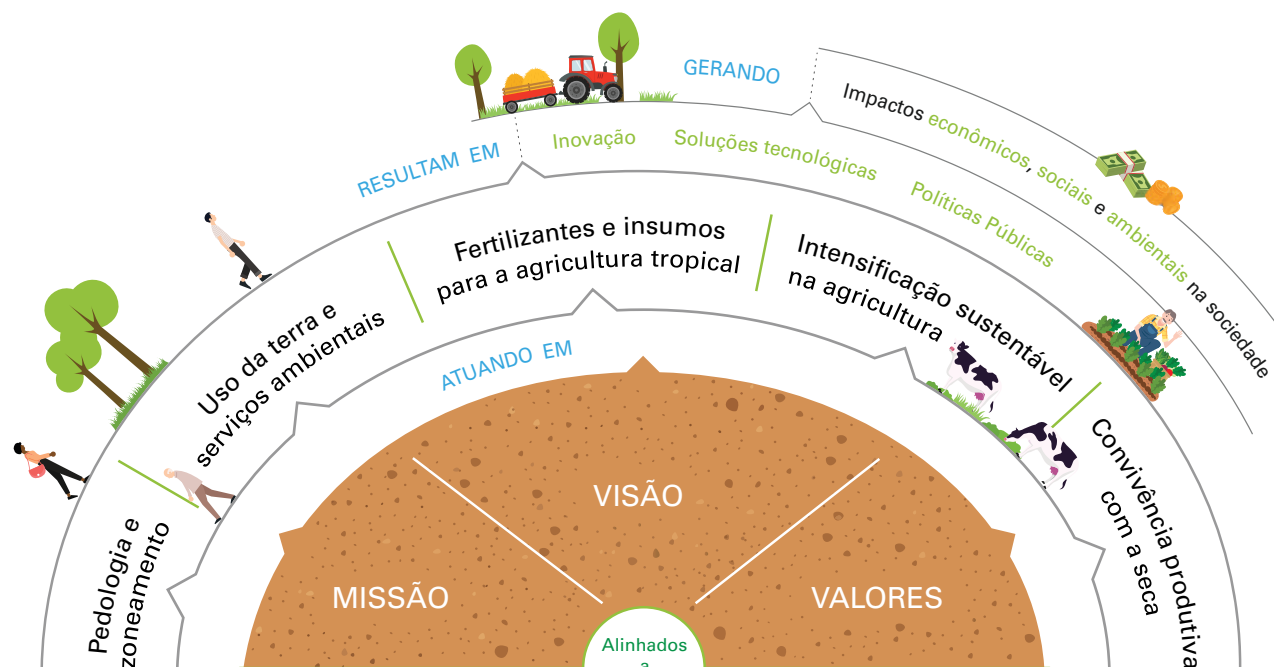 GERANDO
Impactos econômicos, sociais e ambientais na sociedade
RESULTAM EM
Inovação
Soluções tecnológicas
Políticas Públicas
Pedologia e
zoneamento
Uso da terra e
serviços ambientais
Fertilizantes e insumos
para a agricultura tropical
Intensificação sustentável
na agricultura
Convivência produtiva
com a seca
ATUANDO EM
MISSÃO
VISÃO
VALORES
Alinhados
a